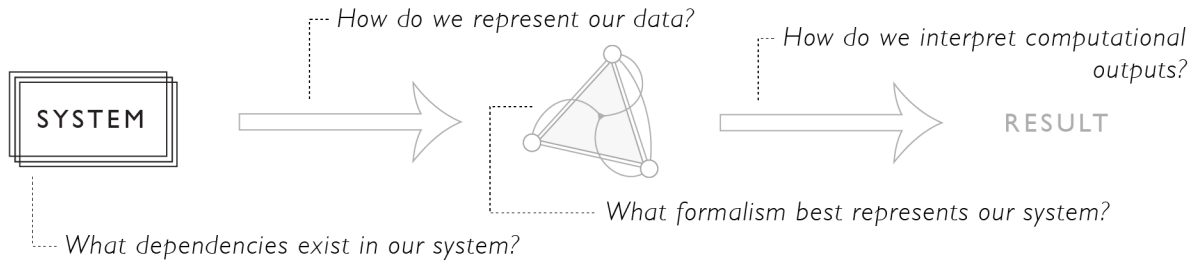 How do we represent our data?
How do we interpret computational
outputs?
SYSTEM
RESULT
What formalism best represents our system?
What dependencies exist in our system?